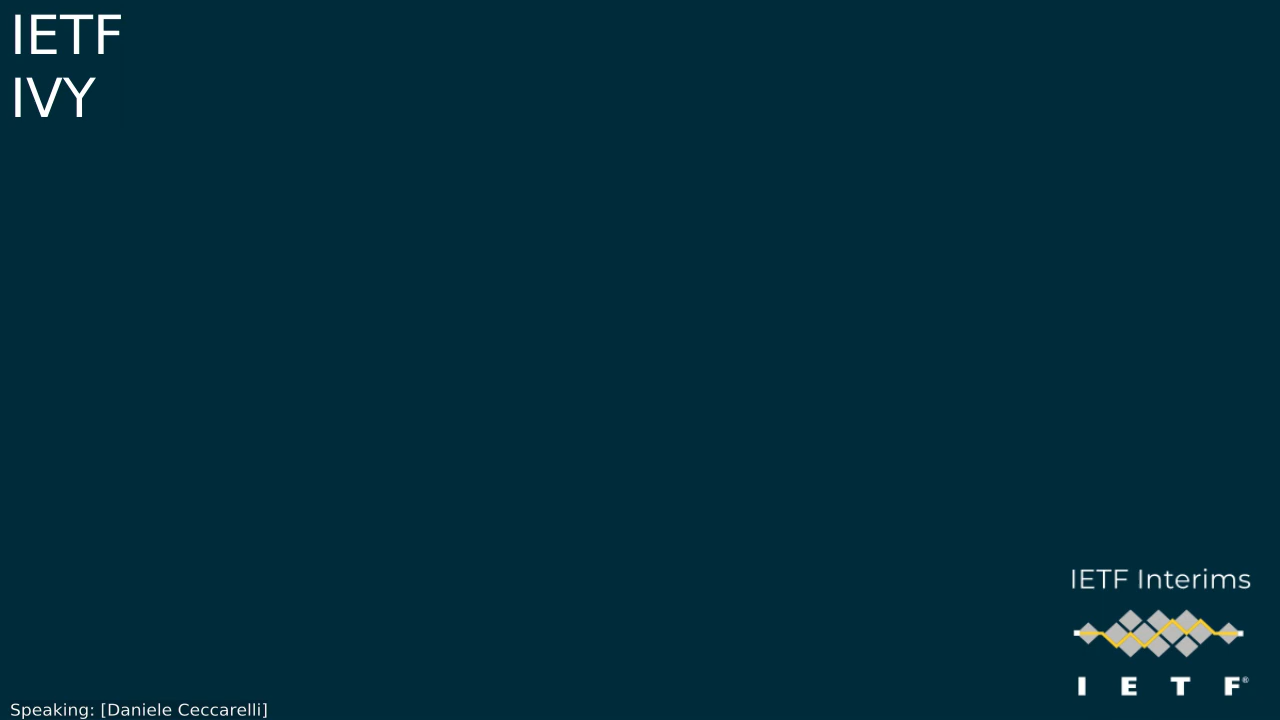 IETF
IVY
IETF Interims
I E T F®
Speaking: [Daniele Ceccarelli]